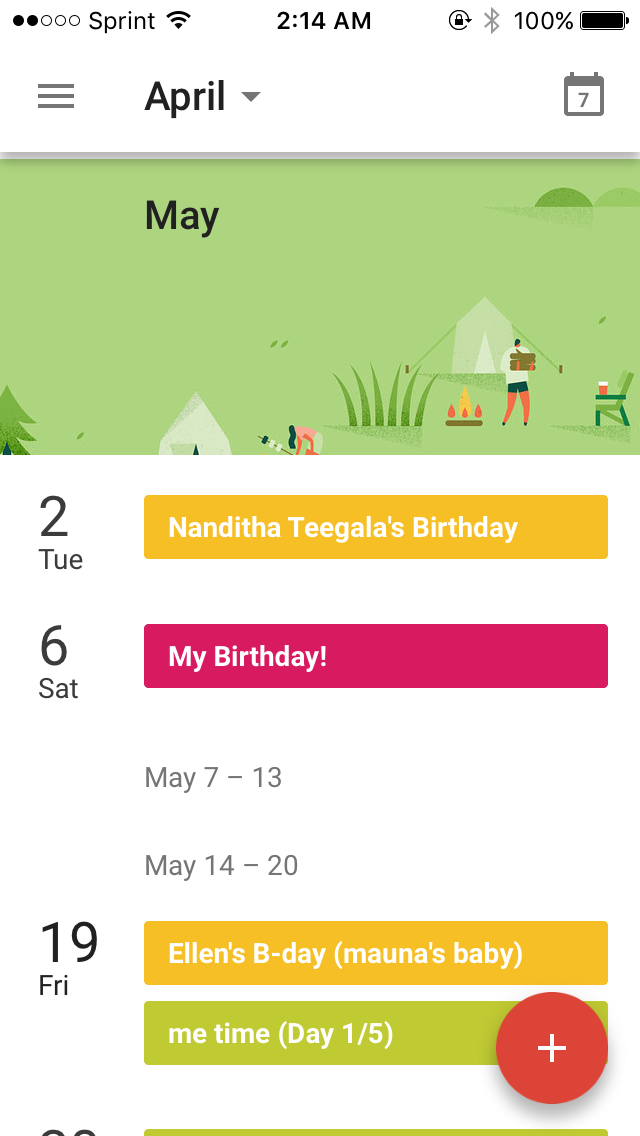 Sprint 2:14 AM 100%
April 7
May
2
Tue
Nanditha Teegala's Birthday
6
Sat
My Birthday!
May 7 – 13
May 14 – 20
19
Fri
Ellen's B-day (mauna's baby)
me time (Day 1/5)
+